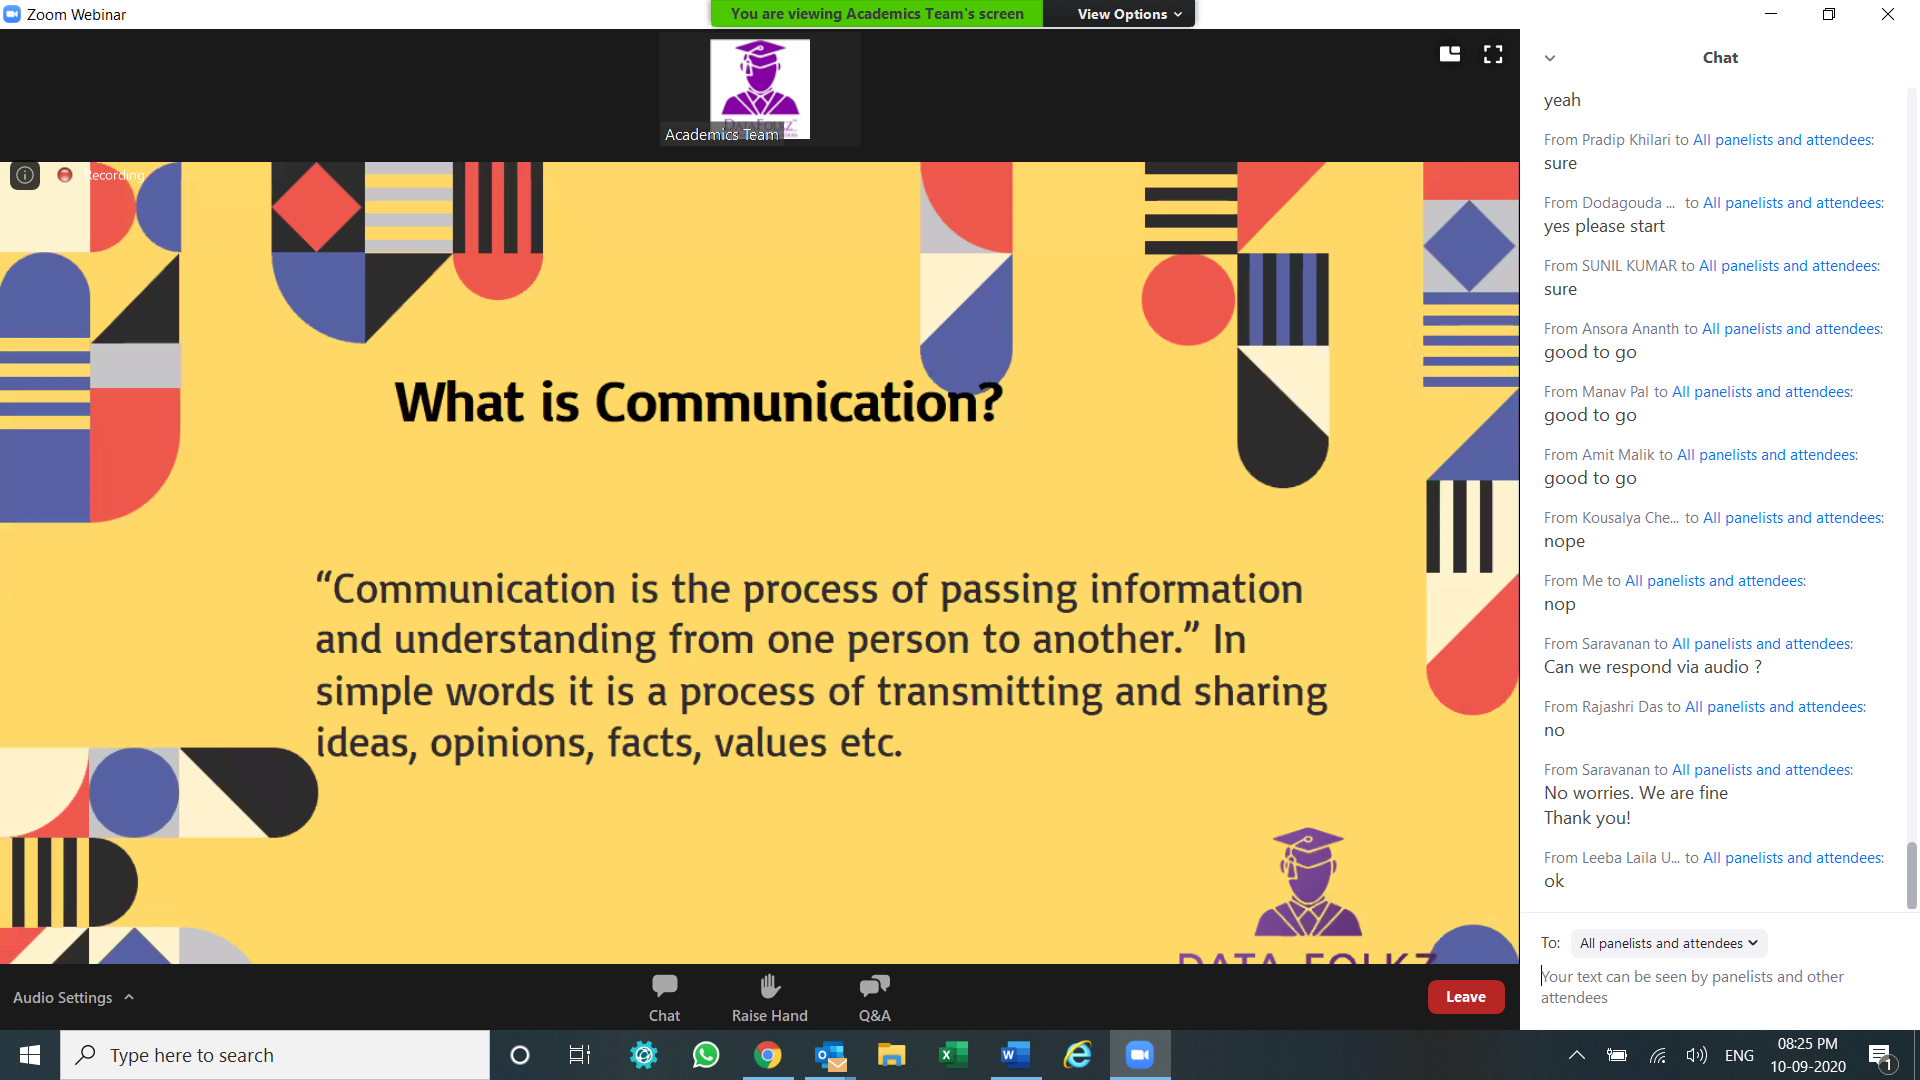 Zoom Webinar
You are viewing Academics Team's screen
View Options
Academics Team
Recording
What is Communication?
“Communication is the process of passing information
and understanding from one person to another.” In
simple words it is a process of transmitting and sharing
ideas, opinions, facts, values etc.
DATA FOLKZ
Chat
yeah
From Pradip Khilari to All panelists and attendees:
sure
From Dodagouda ... to All panelists and attendees:
yes please start
From SUNIL KUMAR to All panelists and attendees:
sure
From Ansora Ananth to All panelists and attendees:
good to go
From Manav Pal to All panelists and attendees:
good to go
From Amit Malik to All panelists and attendees:
good to go
From Kousalya Che... to All panelists and attendees:
nope
From Me to All panelists and attendees:
nop
From Saravanan to All panelists and attendees:
Can we respond via audio ?
From Rajashri Das to All panelists and attendees:
no
From Saravanan to All panelists and attendees:
No worries. We are fine
Thank you!
From Leeba Laila U... to All panelists and attendees:
ok
To: All panelists and attendees
Your text can be seen by panelists and other
attendees
Audio Settings
Chat
Raise Hand
Q&A
Leave
Type here to search
ENG
08:25 PM
10-09-2020
1